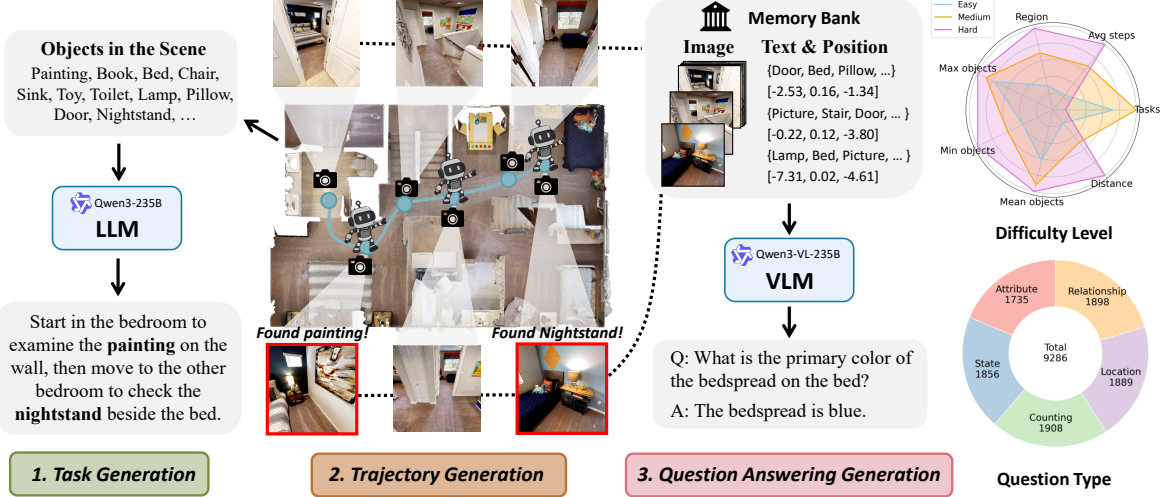 Objects in the Scene
Painting, Book, Bed, Chair,
Sink, Toy, Toilet, Lamp, Pillow,
Door, Nightstand, …
Qwen3-235B
LLM
Start in the bedroom to
examine the painting on the
wall, then move to the other
bedroom to check the
nightstand beside the bed.
1. Task Generation
Found painting!
Found Nightstand!
2. Trajectory Generation
Memory Bank
Image
Text & Position
{Door, Bed, Pillow, …}
[-2.53, 0.16, -1.34]
{Picture, Stair, Door, … }
[-0.22, 0.12, -3.80]
{Lamp, Bed, Picture, … }
[-7.31, 0.02, -4.61]
Qwen3-VL-235B
VLM
Q: What is the primary color of
the bedspread on the bed?
A: The bedspread is blue.
3. Question Answering Generation
Easy
Medium
Hard
Region
Avg steps
Max objects
Tasks
Min objects
Distance
Mean objects
Difficulty Level
Attribute
1735
Relationship
1898
State
1856
Total
9286
Location
1889
Counting
1908
Question Type